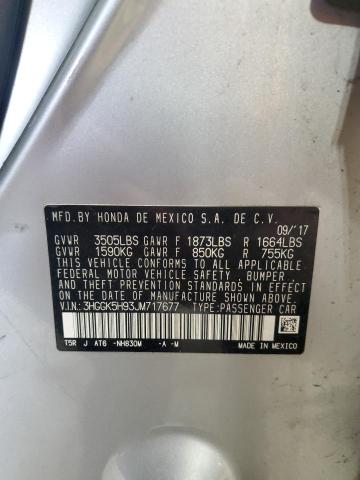 MFD.BY HONDA DE MEXICO S.A. DE C.V.
09/'17
GVWR 3505LBS GAWR F 1873LBS R 1664LBS
GVWR 1590KG GAWR F 850KG R 755KG
THIS VEHICLE CONFORMS TO ALL APPLICABLE
FEDERAL MOTOR VEHICLE SAFETY , BUMPER
AND THEFT PREVENTION STANDARDS IN EFFECT
ON THE DATE OF MANUFACTURE SHOWN ABOVE.
V.I.N.: 3HGGK5H93JM717677 TYPE:PASSENGER CAR
T5R J AT6 -NH830M -A -M MADE IN MEXICO